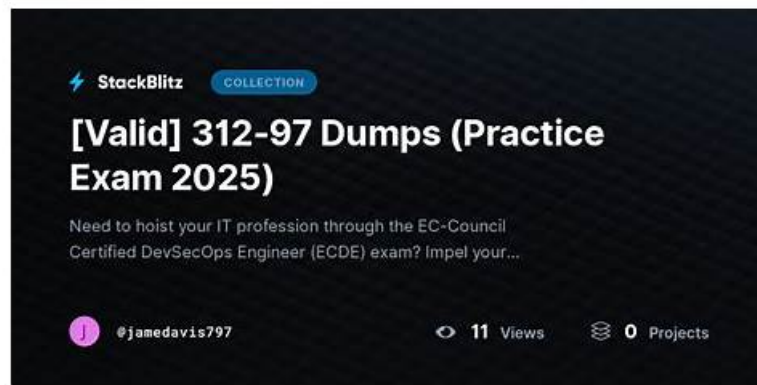 StackBlitz COLLECTION
[Valid] 312-97 Dumps (Practice
Exam 2025)
Need to hoist your IT profession through the EC-Council
Certified DevSecOps Engineer (ECDE) exam? Impel your...
J @jamedavis797 11 Views 0 Projects